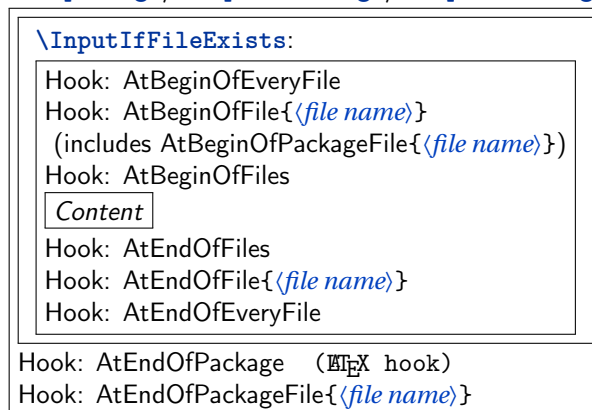 \InputIfFileExists:
Hook: AtBeginOfEveryFile
Hook: AtBeginOfFile{⟨file name⟩}
(includes AtBeginOfPackageFile{⟨file name⟩})
Hook: AtBeginOfFiles
Content
Hook: AtEndOfFiles
Hook: AtEndOfFile{⟨file name⟩}
Hook: AtEndOfEveryFile
Hook: AtEndOfPackage (LATEX hook)
Hook: AtEndOfPackageFile{⟨file name⟩}